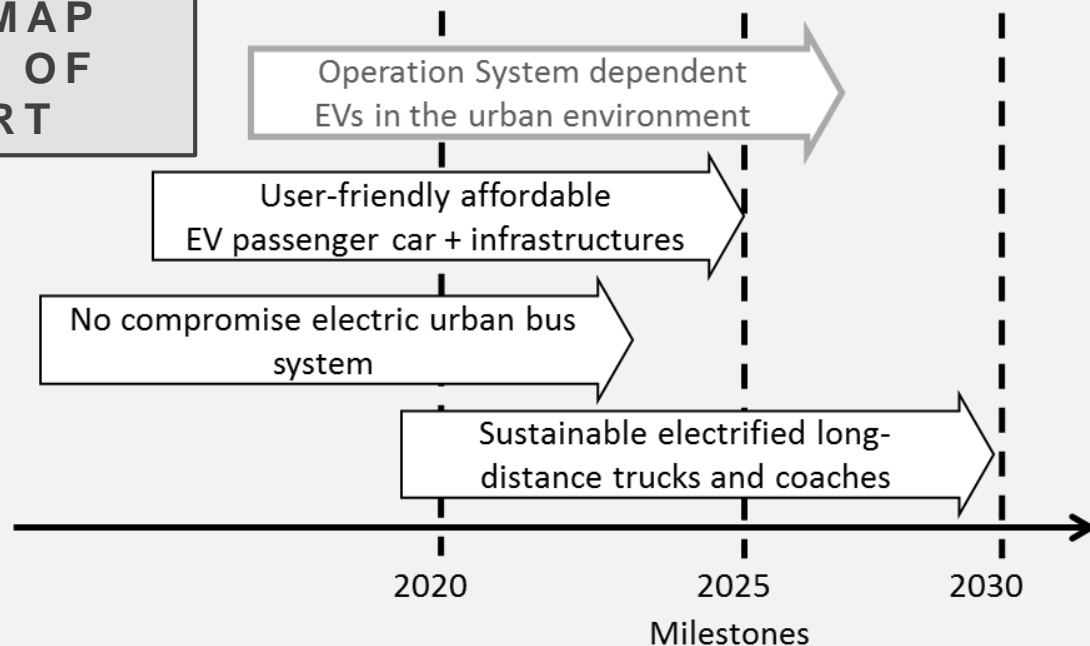 MAP
OF
RT
Operation System dependent
EVs in the urban environment
User-friendly affordable
EV passenger car + infrastructures
No compromise electric urban bus
system
Sustainable electrified long-
distance trucks and coaches
2020 2025 2030
Milestones